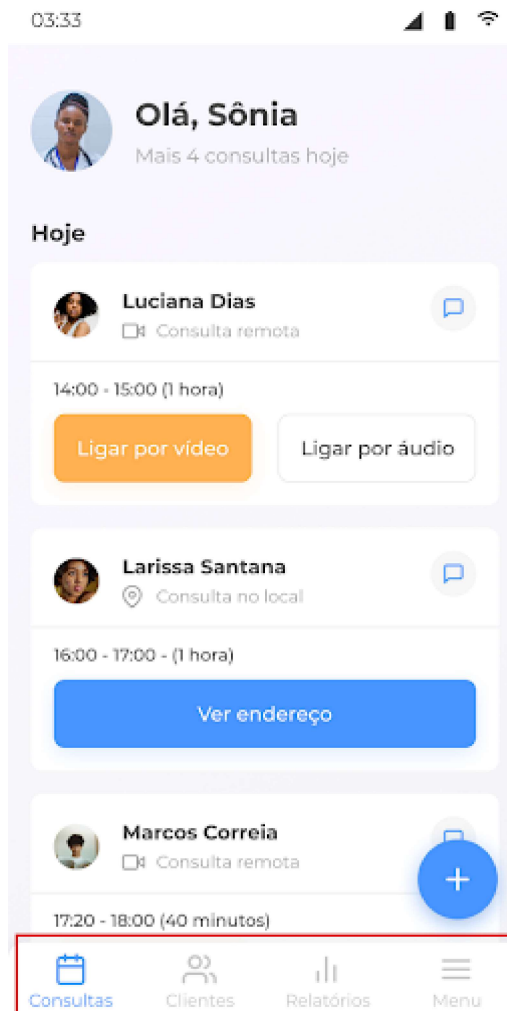 03:33
Olá, Sônia
Mais 4 consultas hoje
Hoje
Luciana Dias
Consulta remota
14:00 - 15:00 (1 hora)
Ligar por vídeo
Ligar por áudio
Larissa Santana
Consulta no local
16:00 - 17:00 - (1 hora)
Ver endereço
Marcos Correia
Consulta remota
17:20 - 18:00 (40 minutos)
Consultas
Clientes
Relatórios
Menu